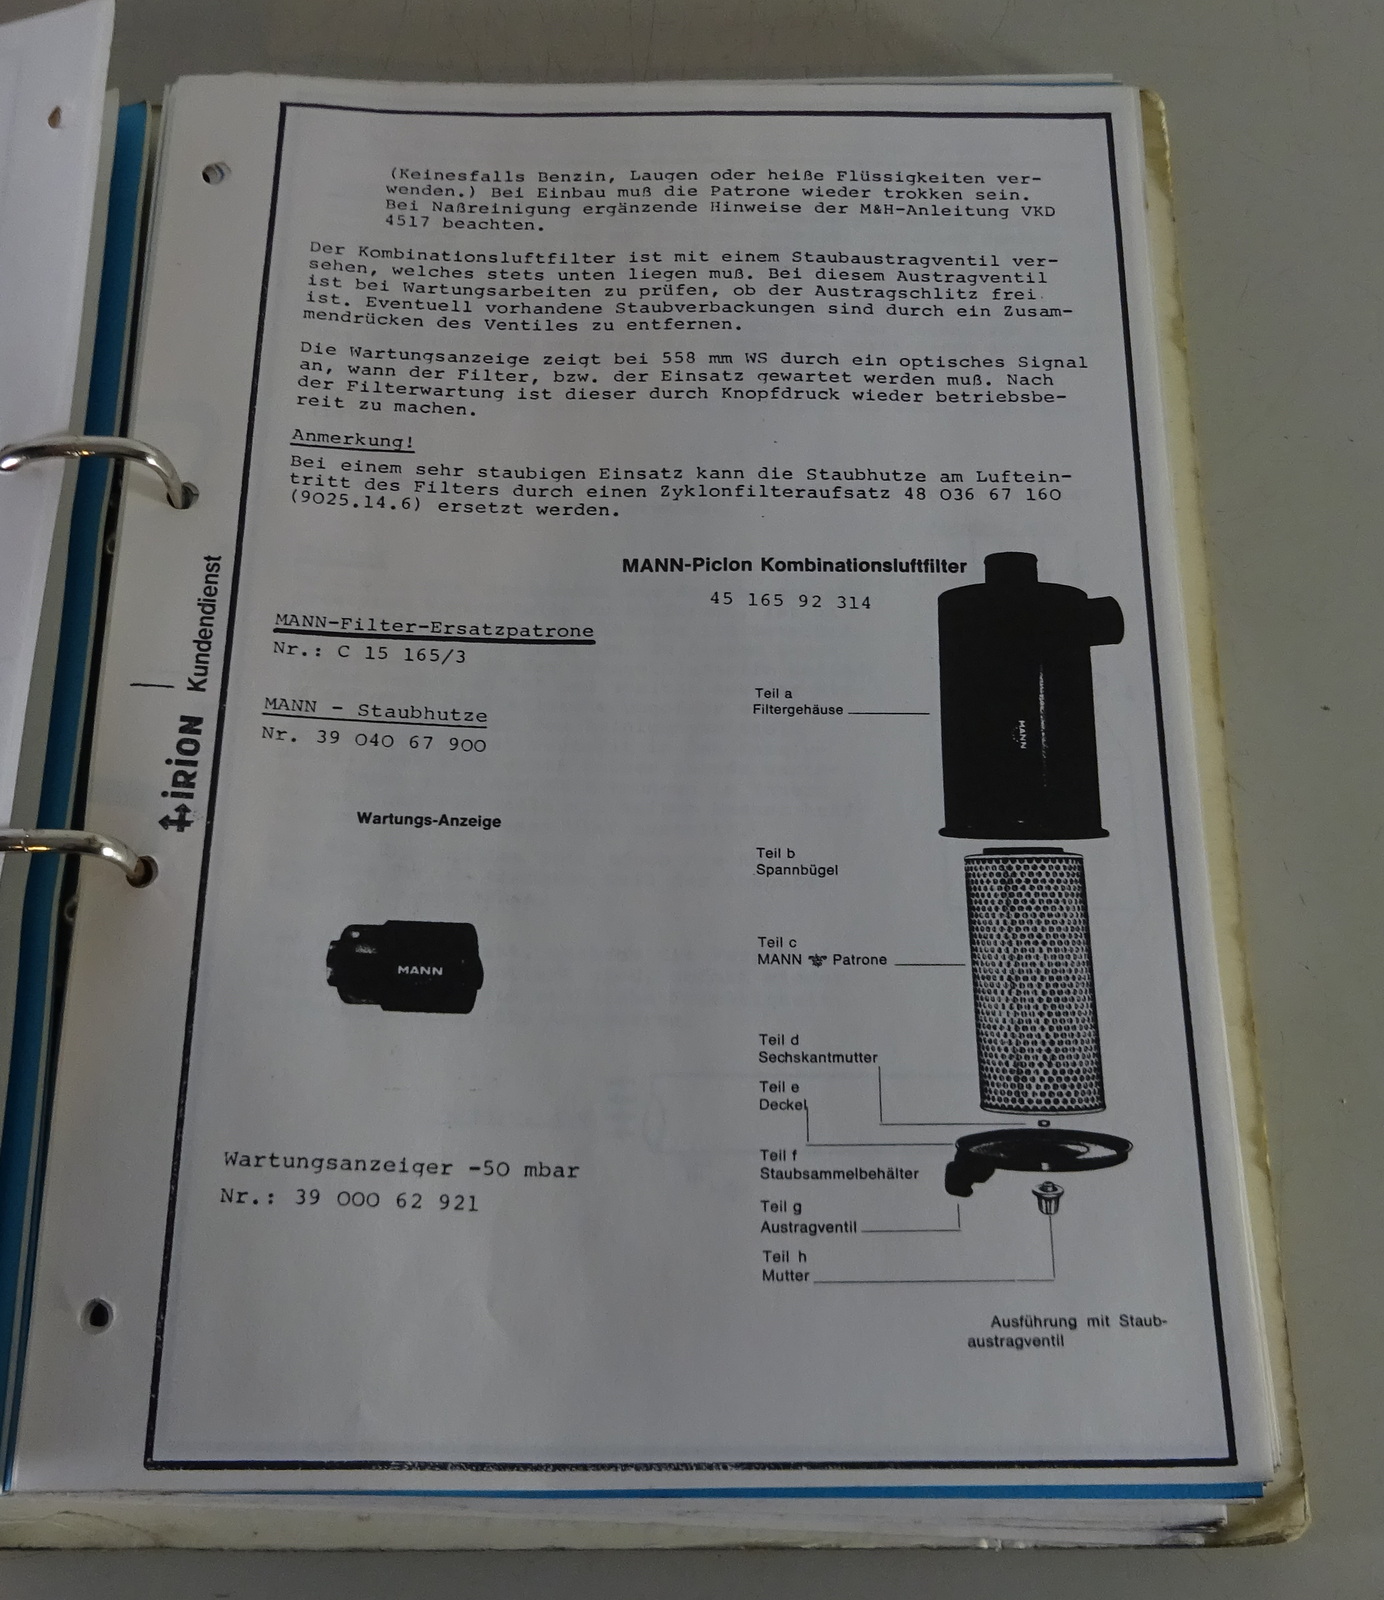 (Keinesfalls Benzin, Laugen oder heiße Flüssigkeiten ver-
wenden.) Bei Einbau muß die Patrone wieder trokken sein.
Bei Naßreinigung ergänzende Hinweise der M&H-Anleitung VKD
4517 beachten.
Der Kombinationsluftfilter ist mit einem Staubaustragventil ver-
sehen, welches stets unten liegen muß. Bei diesem Austragventil
ist bei Wartungsarbeiten zu prüfen, ob der Austragschlitz frei
ist. Eventuell vorhandene Staubverbackungen sind durch ein Zusam-
mendrücken des Ventiles zu entfernen.
Die Wartungsanzeige zeigt bei 558 mm WS durch ein optisches Signal
an, wann der Filter, bzw. der Einsatz gewartet werden muß. Nach
der Filterwartung ist dieser durch Knopfdruck wieder betriebsbe-
reit zu machen.
Anmerkung!
Bei einem sehr staubigen Einsatz kann die Staubhutze am Luftein-
tritt des Filters durch einen Zyklonfilteraufsatz 48 036 67 160
(9025.14.6) ersetzt werden.
MANN-Piclon Kombinationsluftfilter
45 165 92 314
MANN-Filter-Ersatzpatrone
Nr.: C 15 165/3
MANN - Staubhutze
Nr. 39 040 67 900
Wartungs-Anzeige
MANN
Wartungsanzeiger -50 mbar
Nr.: 39 000 62 921
Teil a
Filtergehäuse
MANN
Teil b
Spannbügel
Teil c
MANN Patrone
Teil d
Sechskantmutter
Teil e
Deckel
Teil f
Staubsammelbehälter
Teil g
Austragventil
Teil h
Mutter
Ausführung mit Staub-
austragventil
iRiON Kundendienst